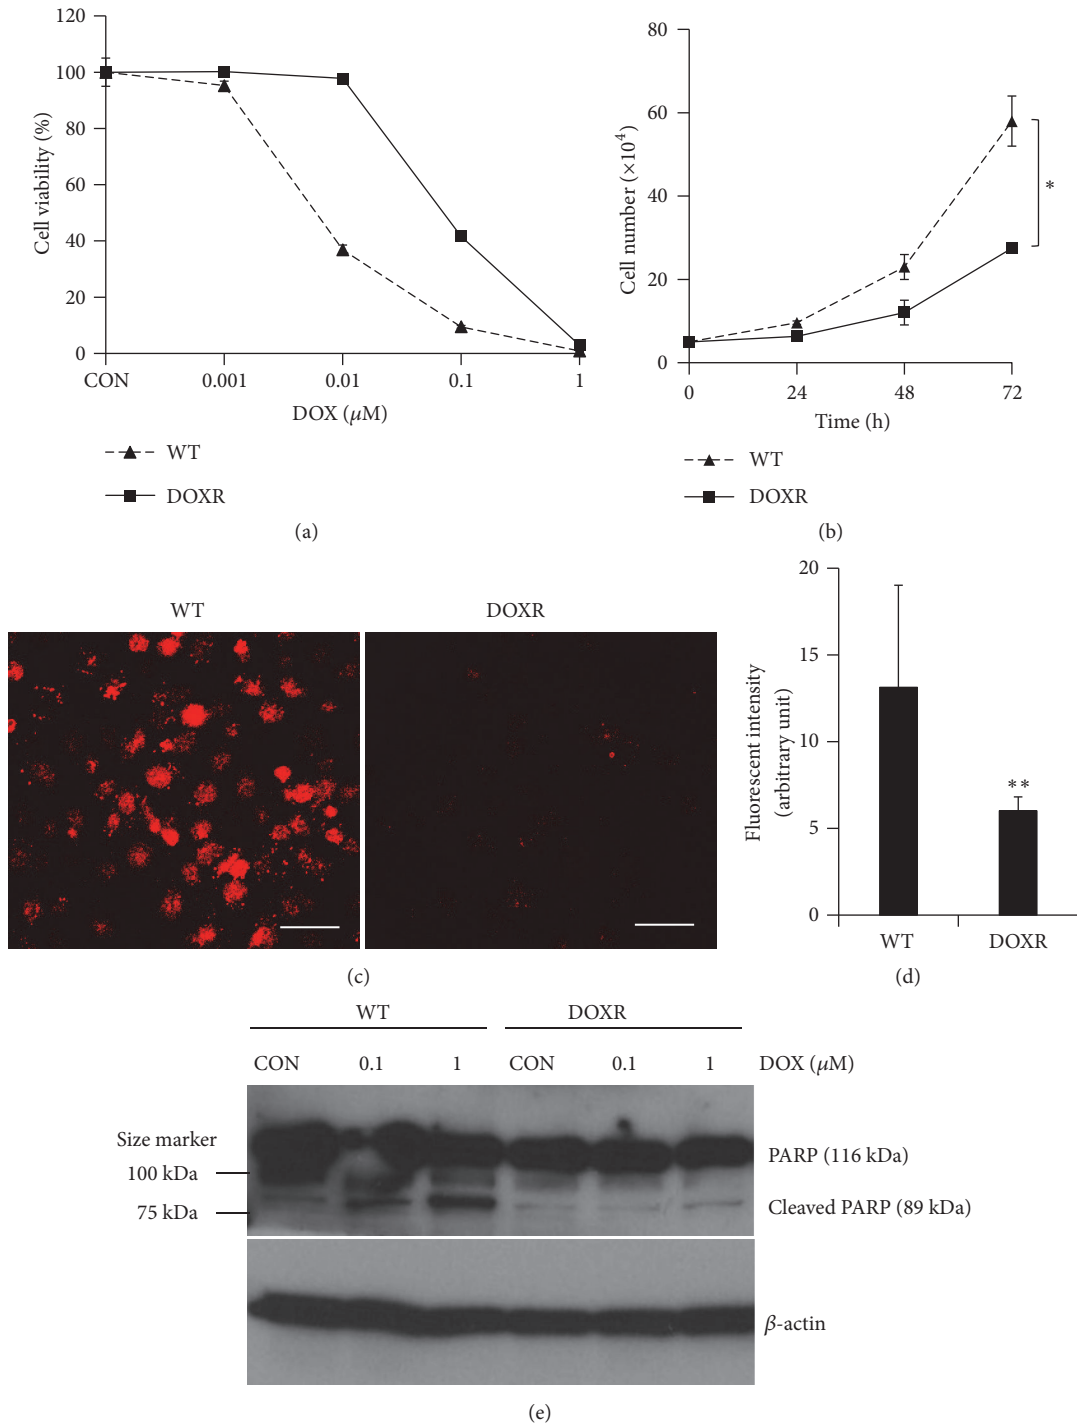 120
100
80
60
40
20
0
Cell viability (%)
CON 0.001 0.01 0.1 1
DOX (μM)
WT
DOXR
(a)
80
60
40
20
0
Cell number (×10⁴)
*
0 24 48 72
Time (h)
WT
DOXR
(b)
WT DOXR
(c)
20
15
10
5
0
Fluorescent intensity
(arbitrary unit)
**
WT DOXR
(d)
WT DOXR
CON 0.1 1 CON 0.1 1 DOX (μM)
Size marker
100 kDa
75 kDa
PARP (116 kDa)
Cleaved PARP (89 kDa)
β-actin
(e)